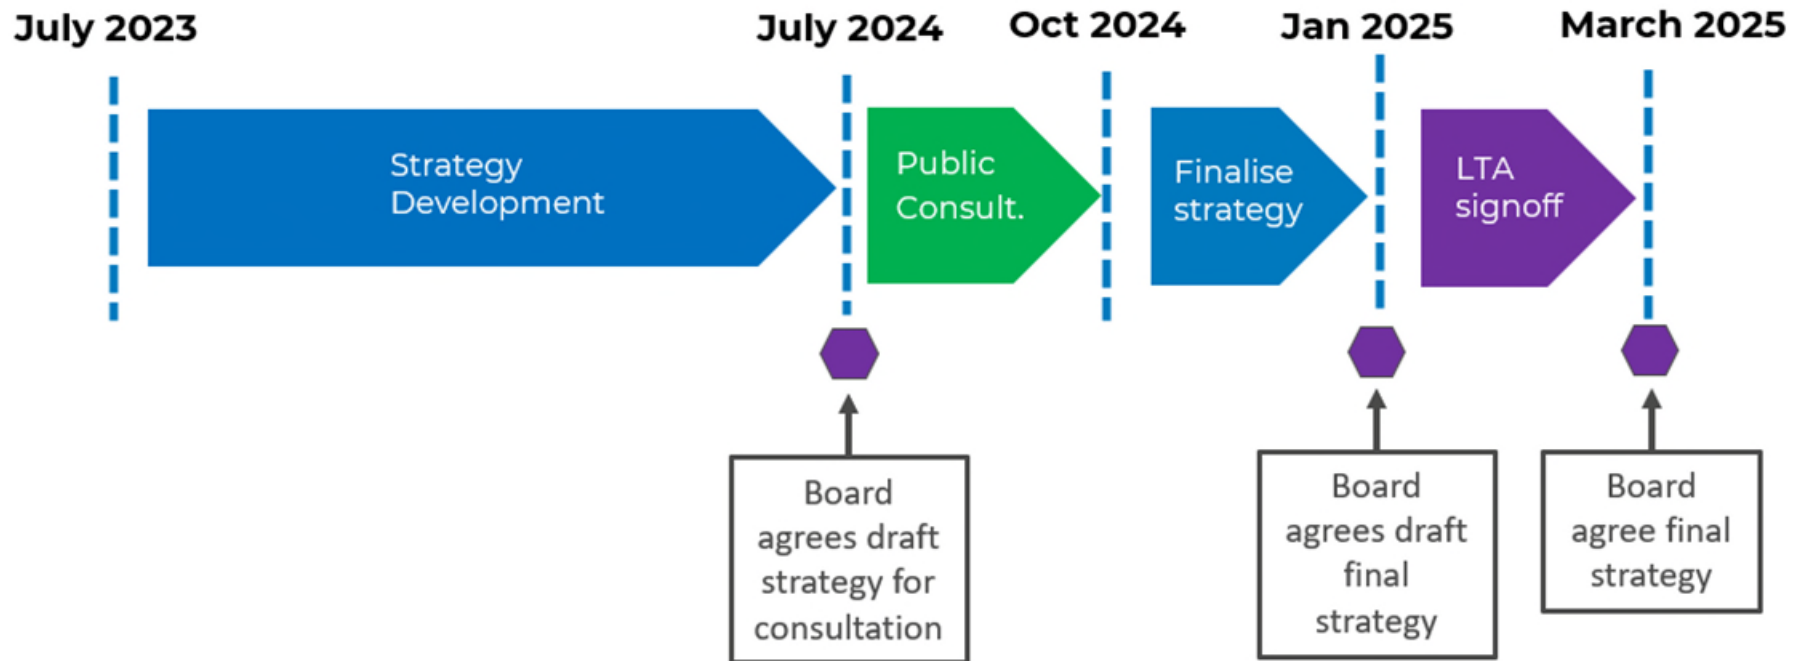 July 2023
July 2024
Oct 2024
Jan 2025
March 2025
Strategy
Development
Public
Consult.
Finalise
strategy
LTA
signoff
Board
agrees draft
strategy for
consultation
Board
agrees draft
final
strategy
Board
agree final
strategy